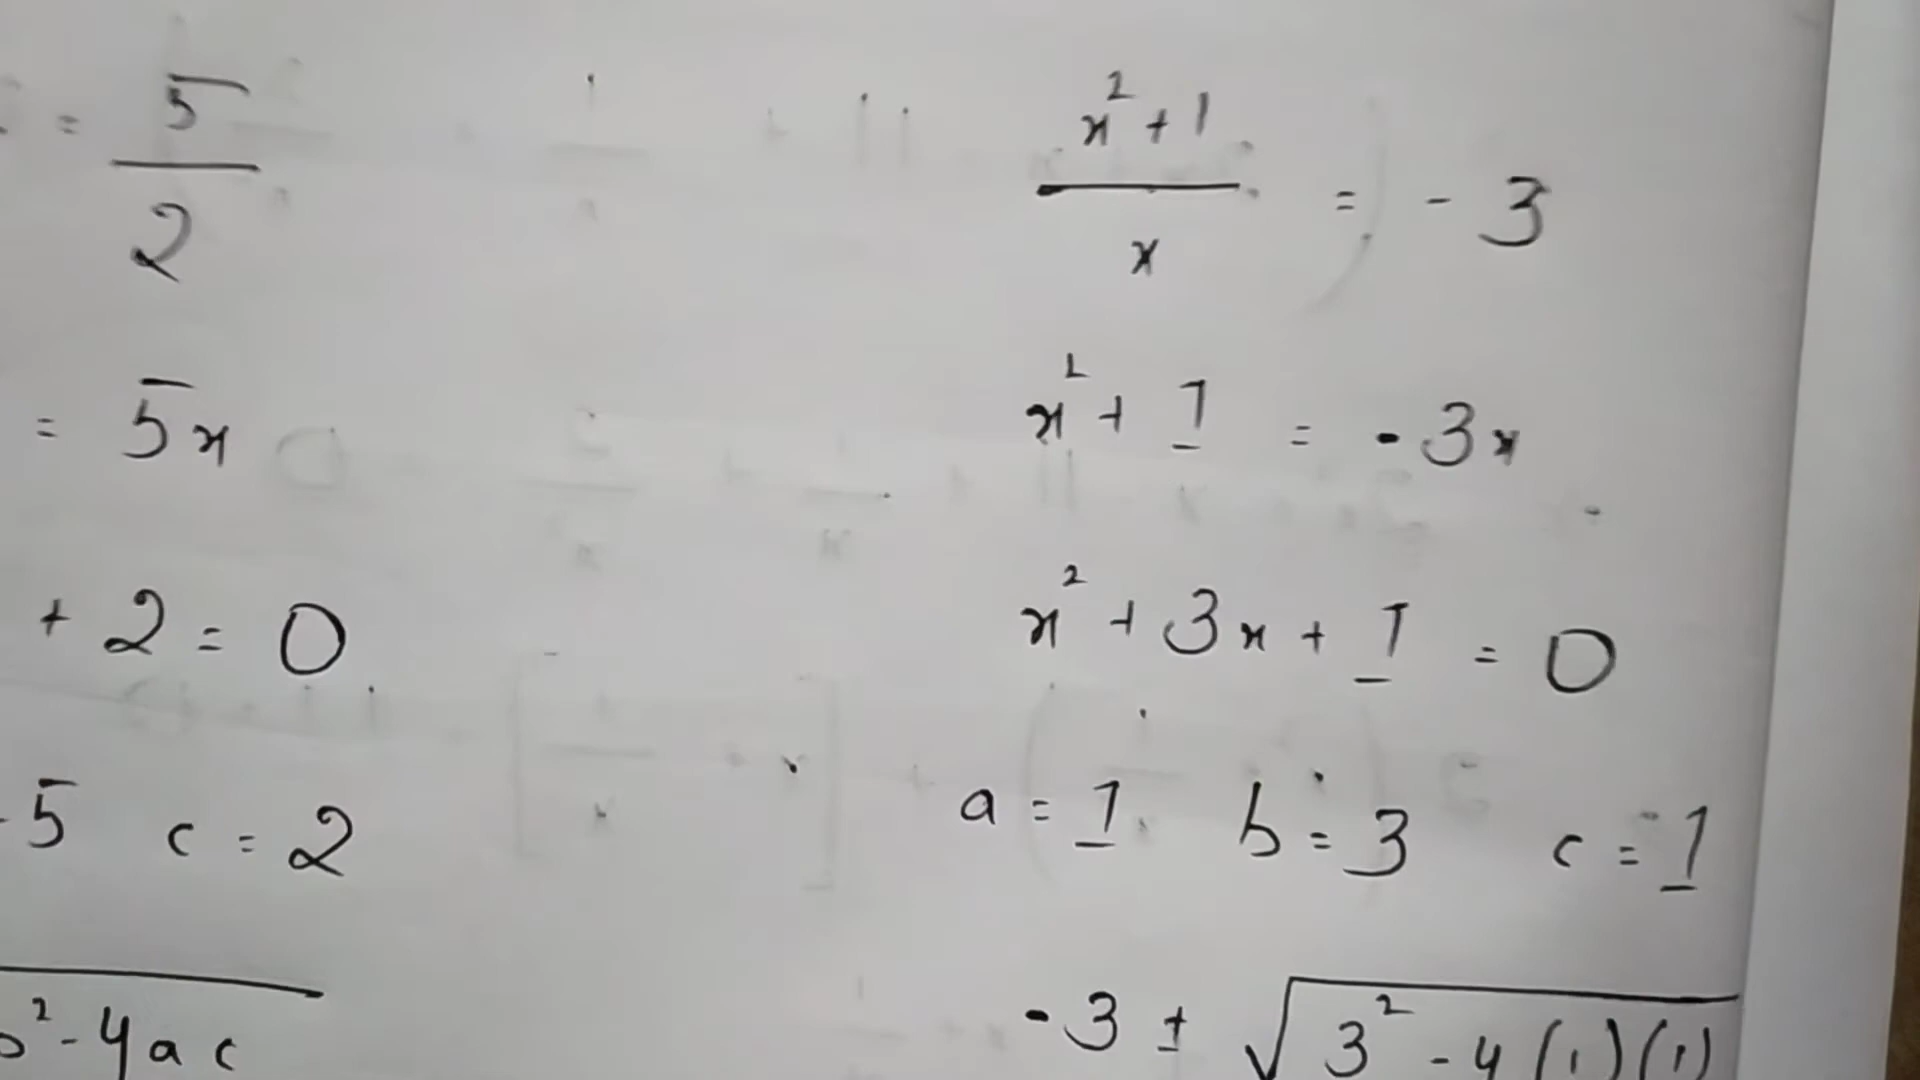 = 5/2
= 5x
+ 2 = 0
-5 c = 2
b² - 4ac
x² + 1 / x = - 3
x² + 1 = - 3x
x² + 3x + 1 = 0
a = 1 b = 3 c = 1
-3 ± √3² - 4(1)(1)